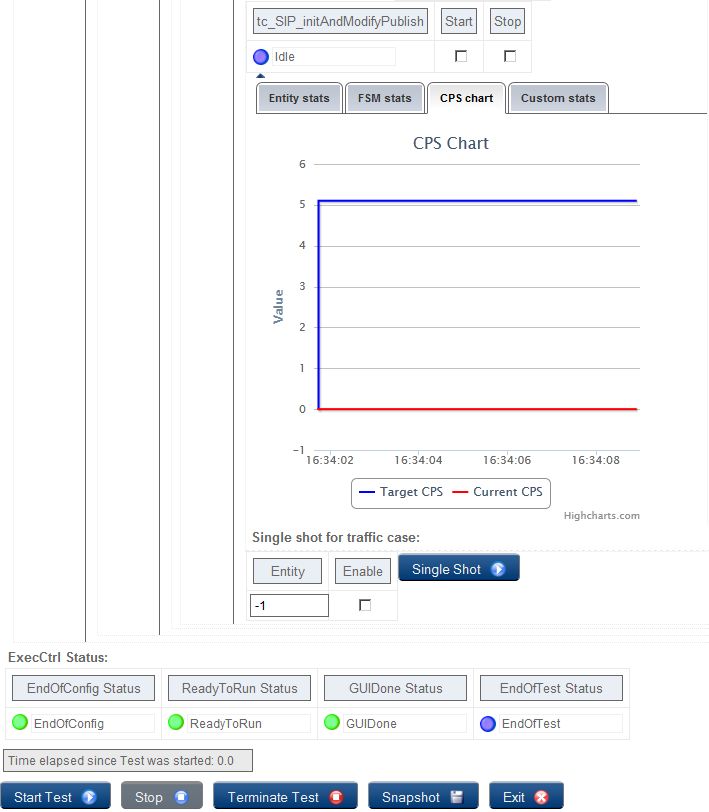 tc_SIP_initAndModifyPublish Start Stop
Idle
Entity stats FSM stats CPS chart Custom stats
CPS Chart
6
5
4
3
2
1
0
-1
Value
16:34:02 16:34:04 16:34:06 16:34:08
Target CPS Current CPS
Highcharts.com
Single shot for traffic case:
Entity Enable Single Shot
-1
ExecCtrl Status:
EndOfConfig Status ReadyToRun Status GUIDone Status EndOfTest Status
EndOfConfig ReadyToRun GUIDone EndOfTest
Time elapsed since Test was started: 0.0
Start Test Stop Terminate Test Snapshot Exit